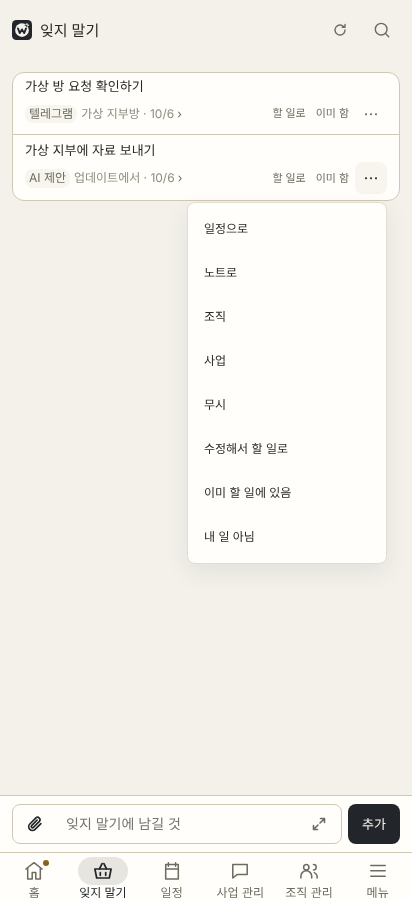 잊지 말기
가상 방 요청 확인하기
텔레그램 가상 지부방 · 10/6 › 할 일로 이미 함 ···
가상 지부에 자료 보내기
AI 제안 업데이트에서 · 10/6 › 할 일로 이미 함 ···
일정으로
노트로
조직
사업
무시
수정해서 할 일로
이미 할 일에 있음
내 일 아님
잊지 말기에 남길 것 추가
홈 잊지 말기 일정 사업 관리 조직 관리 메뉴